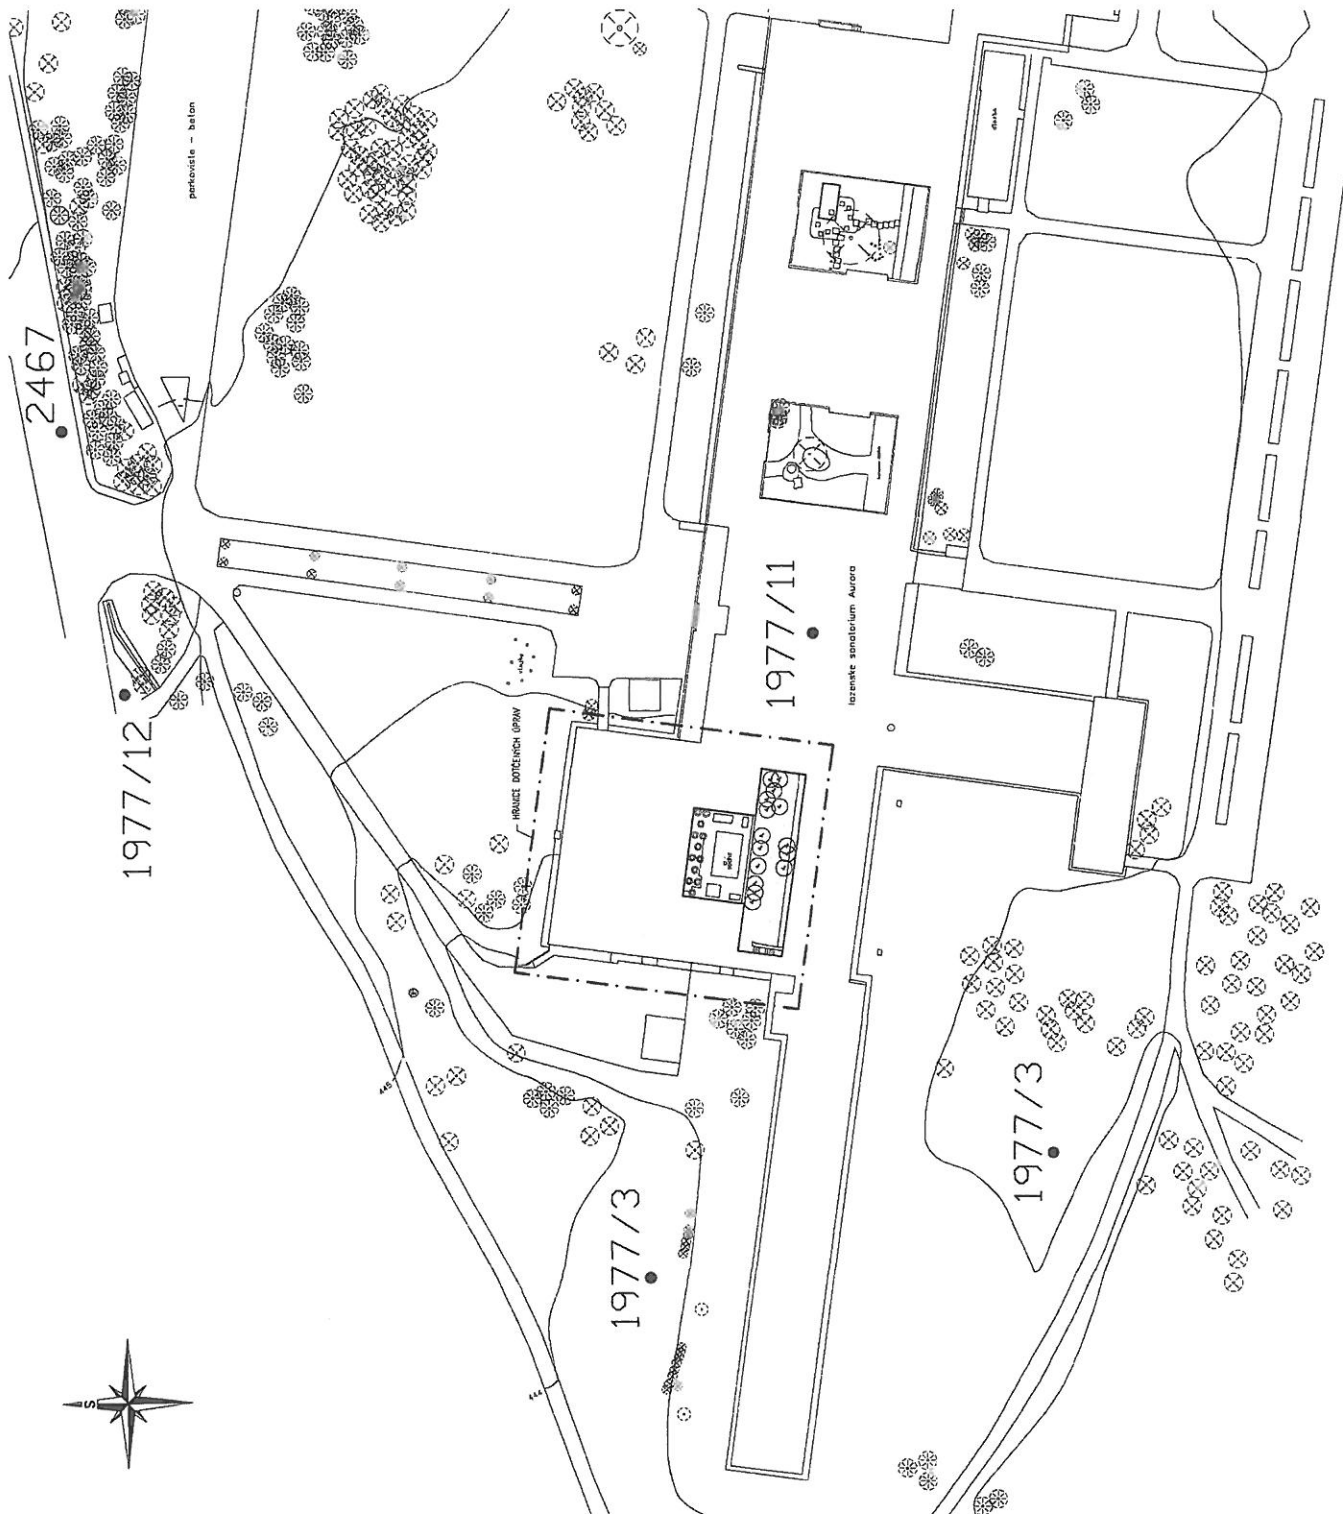 2467
parkoviste - beton
1977/12
HRANICE DOTČENÝCH ÚPRAV
1977/11
lazenske sanatorium Aurora
1977/3
1977/3
445
444
S